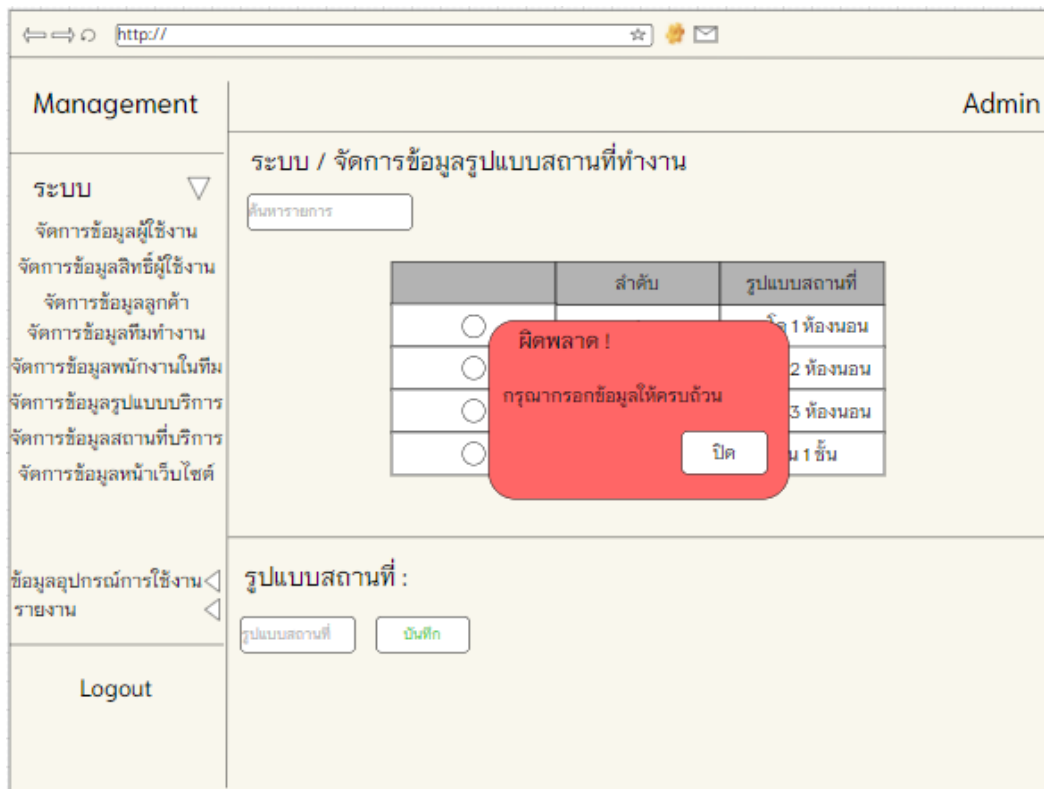 http://
Management
Admin
ระบบ / จัดการข้อมูลรูปแบบสถานที่ทำงาน
ค้นหารายการ
ระบบ
จัดการข้อมูลผู้ใช้งาน
จัดการข้อมูลสิทธิ์ผู้ใช้งาน
จัดการข้อมูลลูกค้า
จัดการข้อมูลทีมทำงาน
จัดการข้อมูลพนักงานในทีม
จัดการข้อมูลรูปแบบบริการ
จัดการข้อมูลสถานที่บริการ
จัดการข้อมูลหน้าเว็บไซต์
ข้อมูลอุปกรณ์การใช้งาน
รายงาน
Logout
ลำดับ รูปแบบสถานที่
1 ห้องนอน
2 ห้องนอน
3 ห้องนอน
1 ชั้น
ผิดพลาด !
กรุณากรอกข้อมูลให้ครบถ้วน
ปิด
รูปแบบสถานที่ :
รูปแบบสถานที่ บันทึก